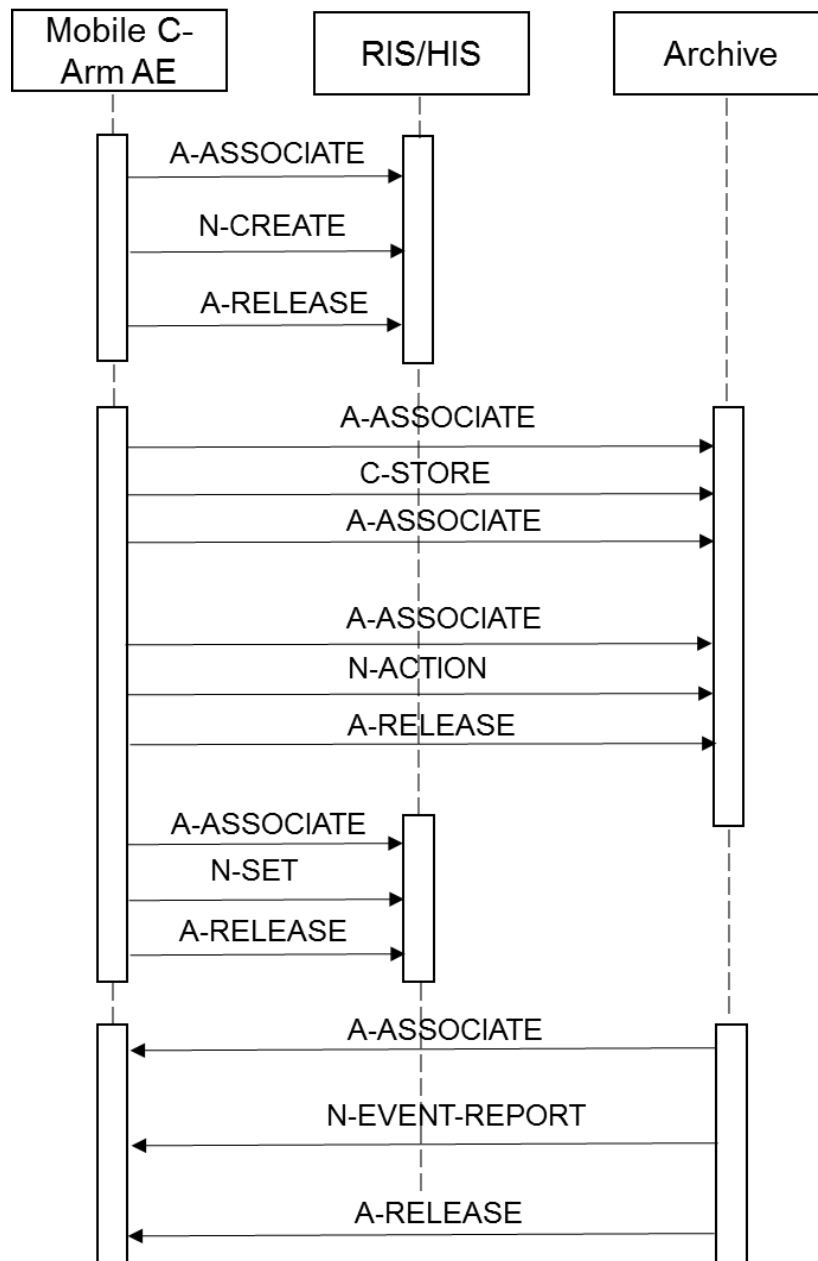 Mobile C-
Arm AE
RIS/HIS
Archive
A-ASSOCIATE
N-CREATE
A-RELEASE
A-ASSOCIATE
C-STORE
A-ASSOCIATE
A-ASSOCIATE
N-ACTION
A-RELEASE
A-ASSOCIATE
N-SET
A-RELEASE
A-ASSOCIATE
N-EVENT-REPORT
A-RELEASE